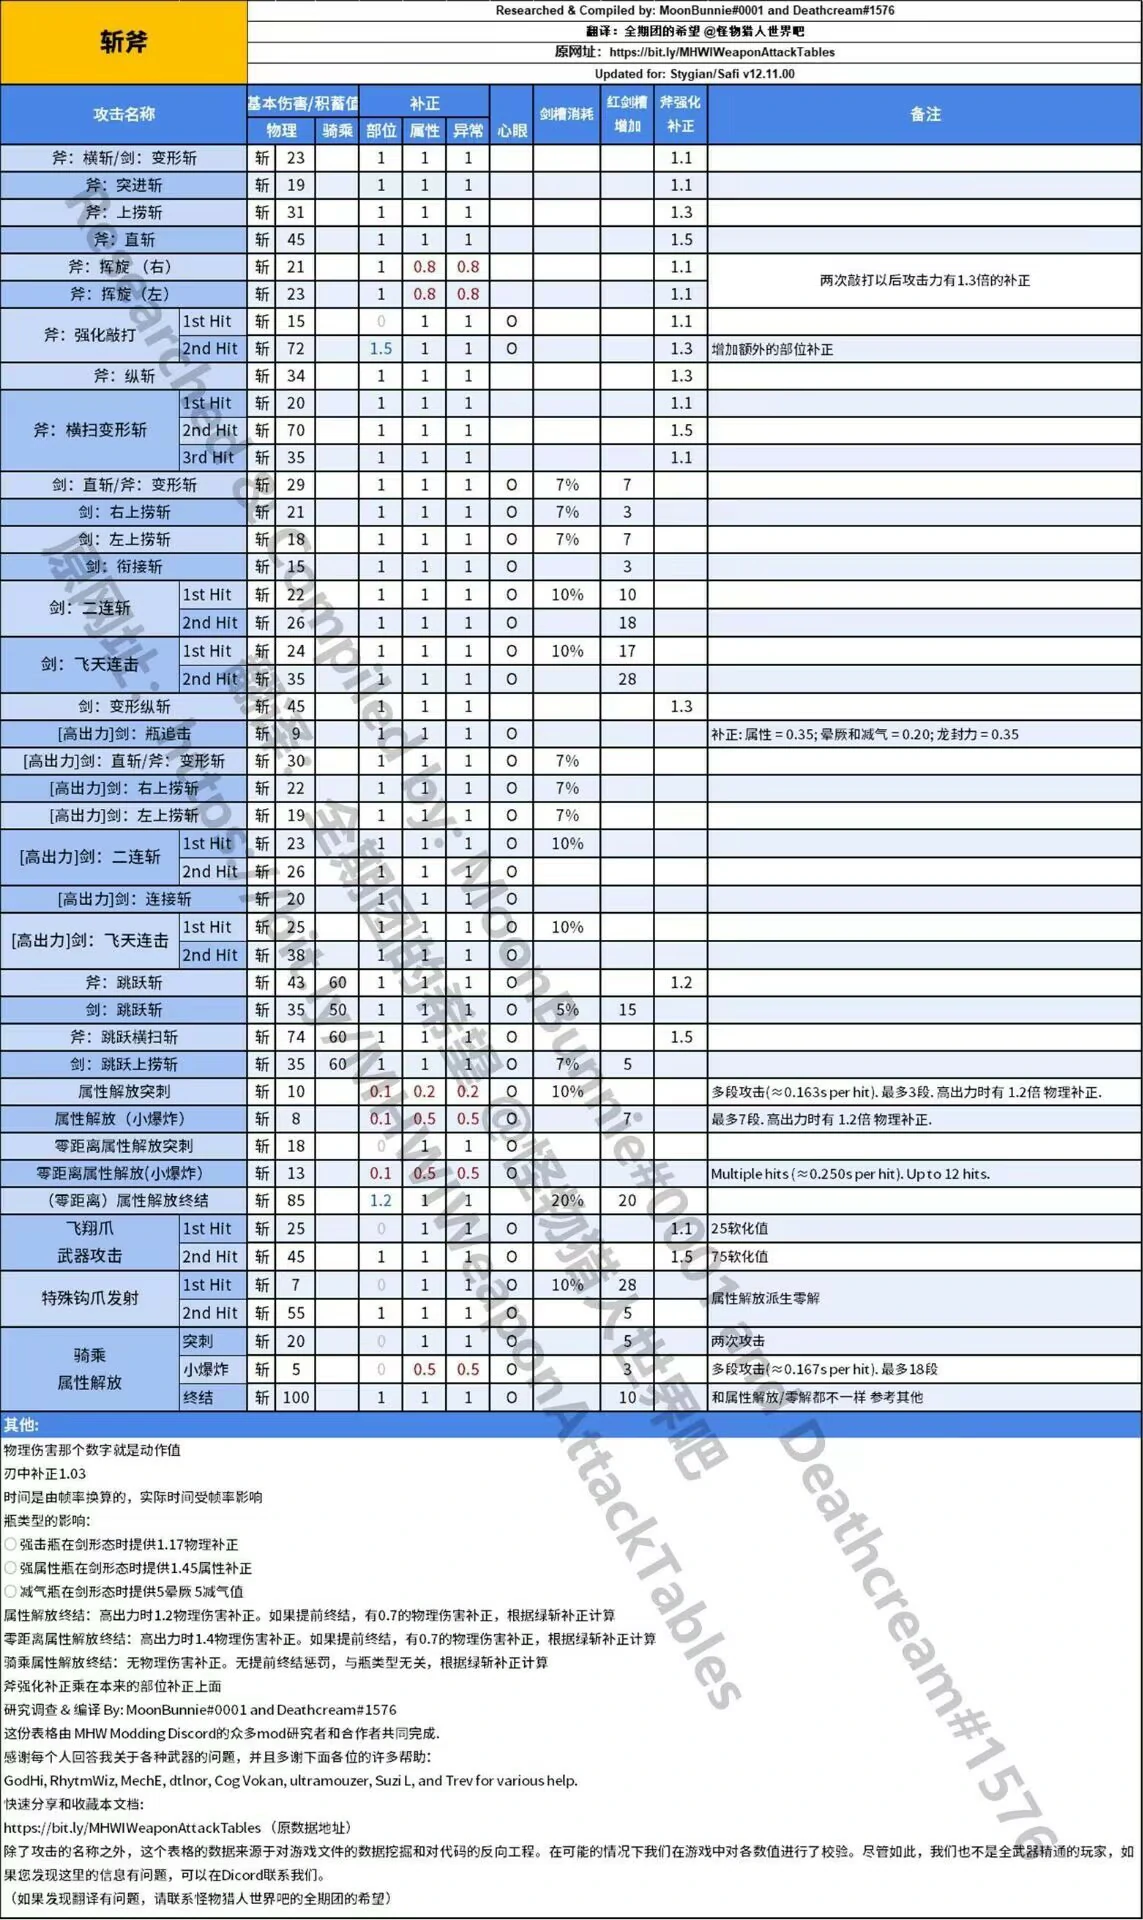 斩斧
Researched & Compiled by: MoonBunnie#0001 and Deathcream#1576
翻译：全期团的希望 @怪物猎人世界吧
原网址：https://bit.ly/MHWIWeaponAttackTables
Updated for: Stygian/Safi v12.11.00
攻击名称 基本伤害/积蓄值 补正 心眼 剑槽消耗 红剑槽增加 斧强化补正 备注
物理 骑乘 部位 属性 异常
斧：横斩/剑：变形斩 斩 23 1 1 1 1.1
斧：突进斩 斩 19 1 1 1 1.1
斧：上捞斩 斩 31 1 1 1 1.3
斧：直斩 斩 45 1 1 1 1.5
斧：挥旋（右） 斩 21 1 0.8 0.8 1.1 两次敲打以后攻击力有1.3倍的补正
斧：挥旋（左） 斩 23 1 0.8 0.8 1.1
斧：强化敲打 1st Hit 斩 15 0 1 1 O 1.1
2nd Hit 斩 72 1.5 1 1 O 1.3 增加额外的部位补正
斧：纵斩 斩 34 1 1 1 1.3
斧：横扫变形斩 1st Hit 斩 20 1 1 1 1.1
2nd Hit 斩 70 1 1 1 1.5
3rd Hit 斩 35 1 1 1 1.1
剑：直斩/斧：变形斩 斩 29 1 1 1 O 7% 7
剑：右上捞斩 斩 21 1 1 1 O 7% 3
剑：左上捞斩 斩 18 1 1 1 O 7% 7
剑：衔接斩 斩 15 1 1 1 O 3
剑：二连斩 1st Hit 斩 22 1 1 1 O 10% 10
2nd Hit 斩 26 1 1 1 O 18
剑：飞天连击 1st Hit 斩 24 1 1 1 O 10% 17
2nd Hit 斩 35 1 1 1 O 28
剑：变形纵斩 斩 45 1 1 1 1.3
[高出力]剑：瓶追击 斩 9 1 1 1 O 补正: 属性 = 0.35; 晕厥和减气 = 0.20; 龙封力 = 0.35
[高出力]剑：直斩/斧：变形斩 斩 30 1 1 1 O 7%
[高出力]剑：右上捞斩 斩 22 1 1 1 O 7%
[高出力]剑：左上捞斩 斩 19 1 1 1 O 7%
[高出力]剑：二连斩 1st Hit 斩 23 1 1 1 O 10%
2nd Hit 斩 26 1 1 1 O
[高出力]剑：连接斩 斩 20 1 1 1 O
[高出力]剑：飞天连击 1st Hit 斩 25 1 1 1 O 10%
2nd Hit 斩 38 1 1 1 O
斧：跳跃斩 斩 43 60 1 1 1 O 1.2
剑：跳跃斩 斩 35 50 1 1 1 O 5% 15
斧：跳跃横扫斩 斩 74 60 1 1 1 O 1.5
剑：跳跃上捞斩 斩 35 60 1 1 1 O 7% 5
属性解放突刺 斩 10 0.1 0.2 0.2 O 10% 多段攻击(≈0.163s per hit). 最多3段. 高出力时有 1.2倍 物理补正.
属性解放（小爆炸） 斩 8 0.1 0.5 0.5 O 7 最多7段. 高出力时有 1.2倍 物理补正.
零距离属性解放突刺 斩 18 0 1 1 O
零距离属性解放(小爆炸） 斩 13 0.1 0.5 0.5 O Multiple hits (≈0.250s per hit). Up to 12 hits.
（零距离）属性解放终结 斩 85 1.2 1 1 O 20% 20
飞翔爪武器攻击 1st Hit 斩 25 0 1 1 O 1.1 25软化值
2nd Hit 斩 45 1 1 1 O 1.5 75软化值
特殊钩爪发射 1st Hit 斩 7 0 1 1 O 10% 28 属性解放派生零解
2nd Hit 斩 55 1 1 1 O 5
骑乘属性解放 突刺 斩 20 0 1 1 O 5 两次攻击
小爆炸 斩 5 0 0.5 0.5 O 3 多段攻击(≈0.167s per hit). 最多18段
终结 斩 100 1 1 1 O 10 和属性解放/零解都不一样 参考其他
其他:
物理伤害那个数字就是动作值
刃中补正1.03
时间是由帧率换算的，实际时间受帧率影响
瓶类型的影响：
○ 强击瓶在剑形态时提供1.17物理补正
○ 强属性瓶在剑形态时提供1.45属性补正
○ 减气瓶在剑形态时提供5晕厥 5减气值
属性解放终结：高出力时1.2物理伤害补正。如果提前终结，有0.7的物理伤害补正，根据绿斩补正计算
零距离属性解放终结：高出力时1.4物理伤害补正。如果提前终结，有0.7的物理伤害补正，根据绿斩补正计算
骑乘属性解放终结：无物理伤害补正。无提前终结惩罚，与瓶类型无关，根据绿斩补正计算
斧强化补正乘在本来的部位补正上面
研究调查 & 编译 By: MoonBunnie#0001 and Deathcream#1576
这份表格由 MHW Modding Discord的众多mod研究者和合作者共同完成.
感谢每个人回答我关于各种武器的问题，并且多谢下面各位的许多帮助：
GodHi, RhytmWiz, MechE, dtlnor, Cog Vokan, ultramouzer, Suzi L, and Trev for various help.
快速分享和收藏本文档：
https://bit.ly/MHWIWeaponAttackTables （原数据地址）
除了攻击的名称之外，这个表格的数据来源于对游戏文件的数据挖掘和对代码的反向工程。在可能的情况下我们在游戏中对各数值进行了校验。尽管如此，我们也不是全武器精通的玩家，如
果您发现这里的信息有问题，可以在Dicord联系我们。
（如果发现翻译有问题，请联系怪物猎人世界吧的全期团的希望）
Researched & Compiled by: MoonBunnie#0001 and Deathcream#1576
翻译：全期团的希望 @怪物猎人世界吧
原网址：https://bit.ly/MHWIWeaponAttackTables